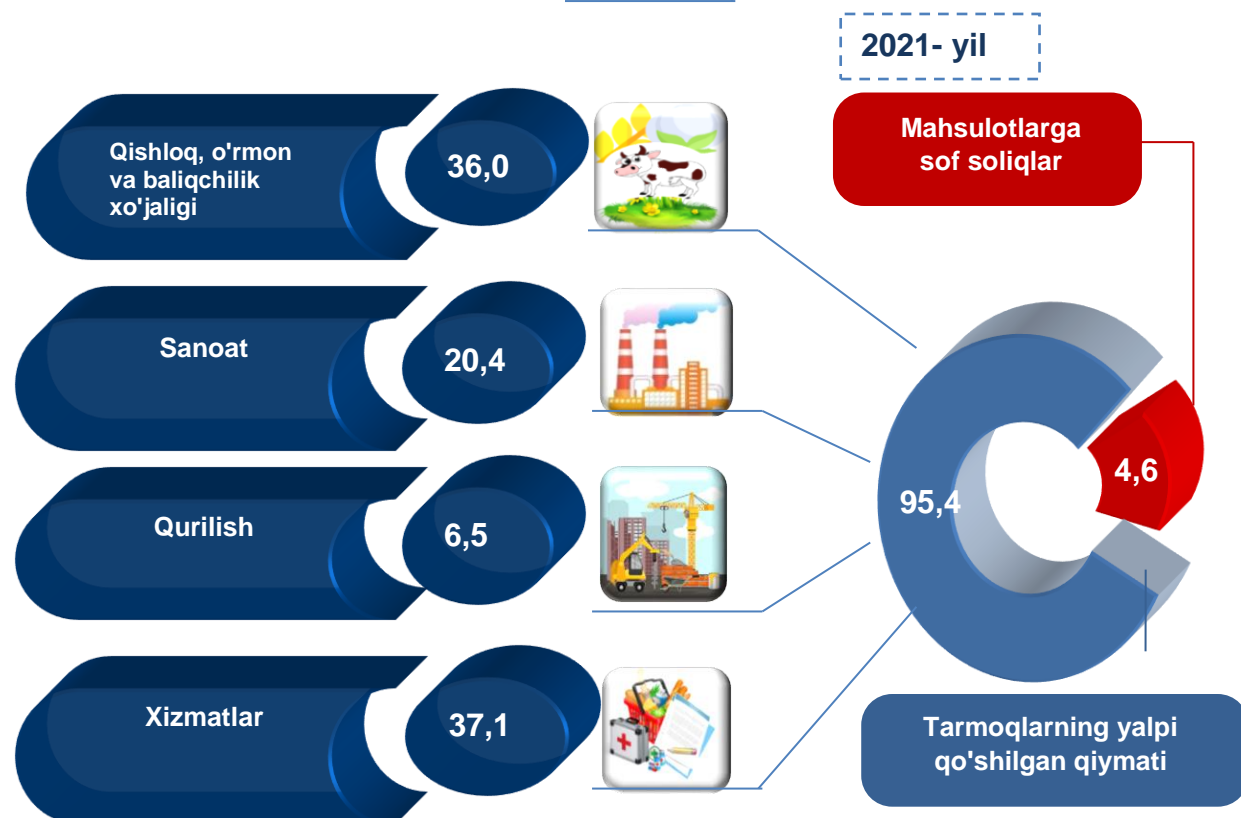 2021- yil
Qishloq, o'rmon
va baliqchilik
xo'jaligi
36,0
Mahsulotlarga
sof soliqlar
Sanoat
20,4
Qurilish
6,5
95,4
4,6
Xizmatlar
37,1
Tarmoqlarning yalpi
qo'shilgan qiymati